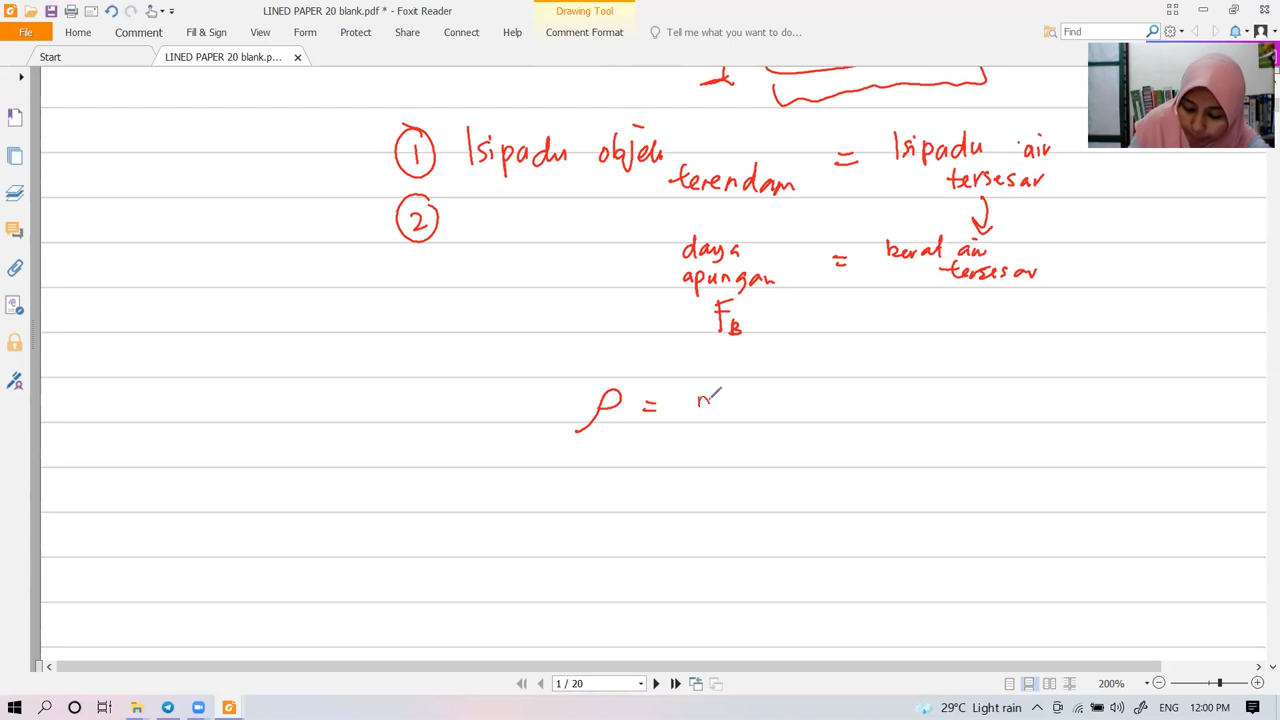 LINED PAPER 20 blank.pdf * - Foxit Reader
Drawing Tool
File Home Comment View Fill & Sign Form Protect Share Connect Help Comment Format Tell me what you want to do... Find
Start LINED PAPER 20 blank.p...
① Isipadu objek terendam = Isipadu air tersesar
②
daya apungan = berat air tersesar
F_B
ρ =
1 / 20
200%
29°C Light rain ENG 12:00 PM